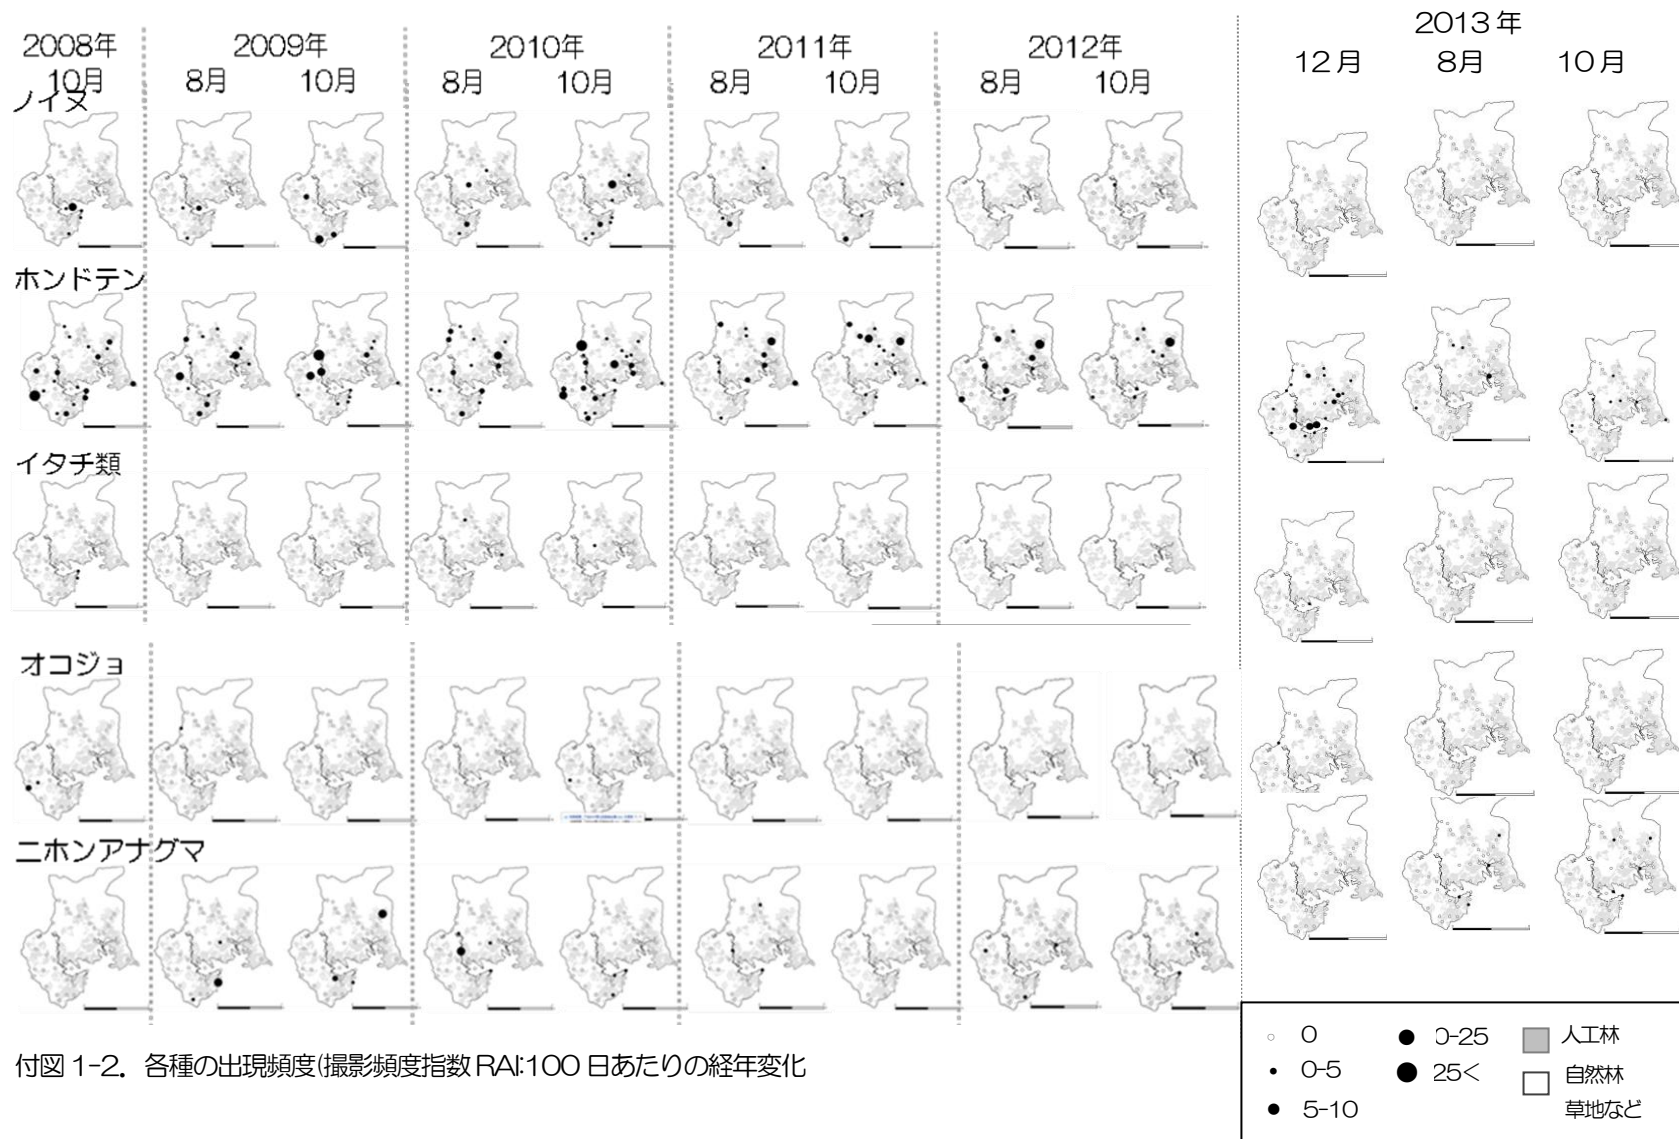 2008年 2009年 2010年 2011年 2012年 2013年
10月 8月 10月 8月 10月 8月 10月 8月 10月 12月 8月 10月
ノイヌ
ホンドテン
イタチ類
オコジョ
ニホンアナグマ
付図 1-2. 各種の出現頻度(撮影頻度指数 RAI:100 日あたりの経年変化
0 0-25 人工林
0-5 25< 自然林
5-10 草地など